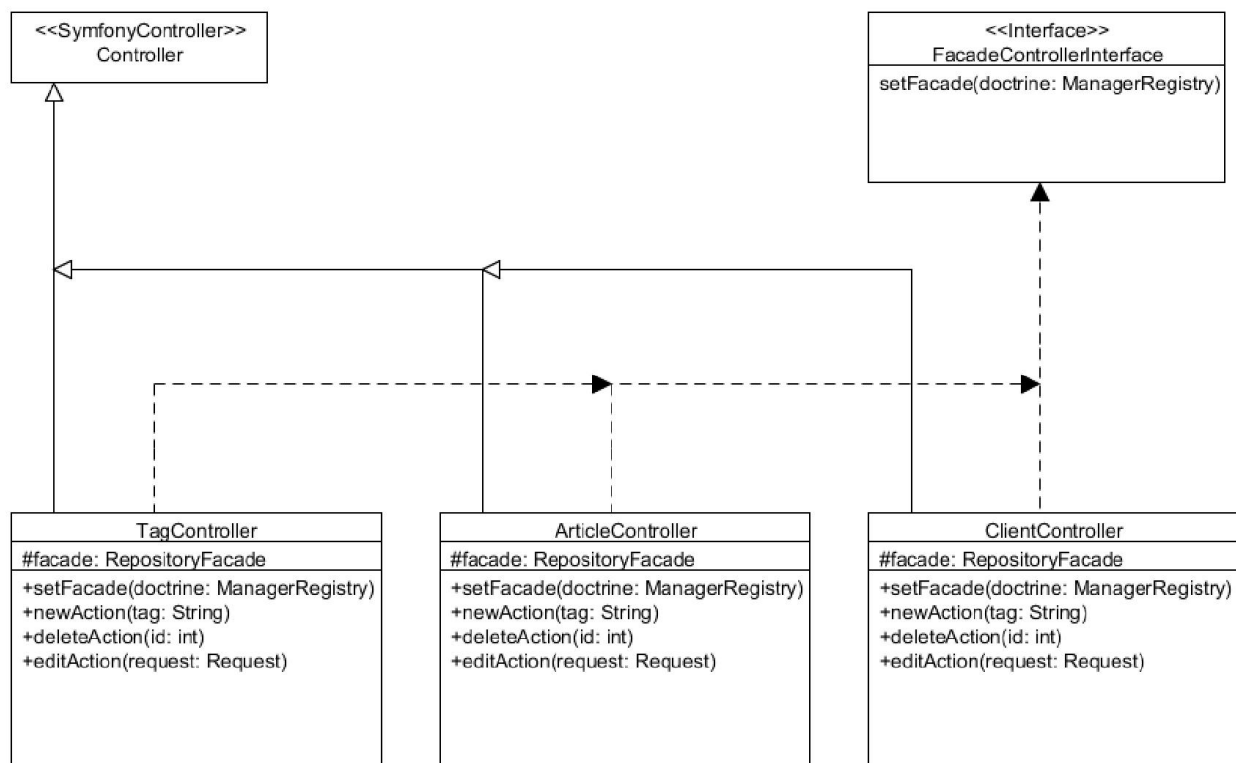 <<SymfonyController>>
Controller
<<Interface>>
FacadeControllerInterface
setFacade(doctrine: ManagerRegistry)
TagController
#facade: RepositoryFacade
+setFacade(doctrine: ManagerRegistry)
+newAction(tag: String)
+deleteAction(id: int)
+editAction(request: Request)
ArticleController
#facade: RepositoryFacade
+setFacade(doctrine: ManagerRegistry)
+newAction(tag: String)
+deleteAction(id: int)
+editAction(request: Request)
ClientController
#facade: RepositoryFacade
+setFacade(doctrine: ManagerRegistry)
+newAction(tag: String)
+deleteAction(id: int)
+editAction(request: Request)